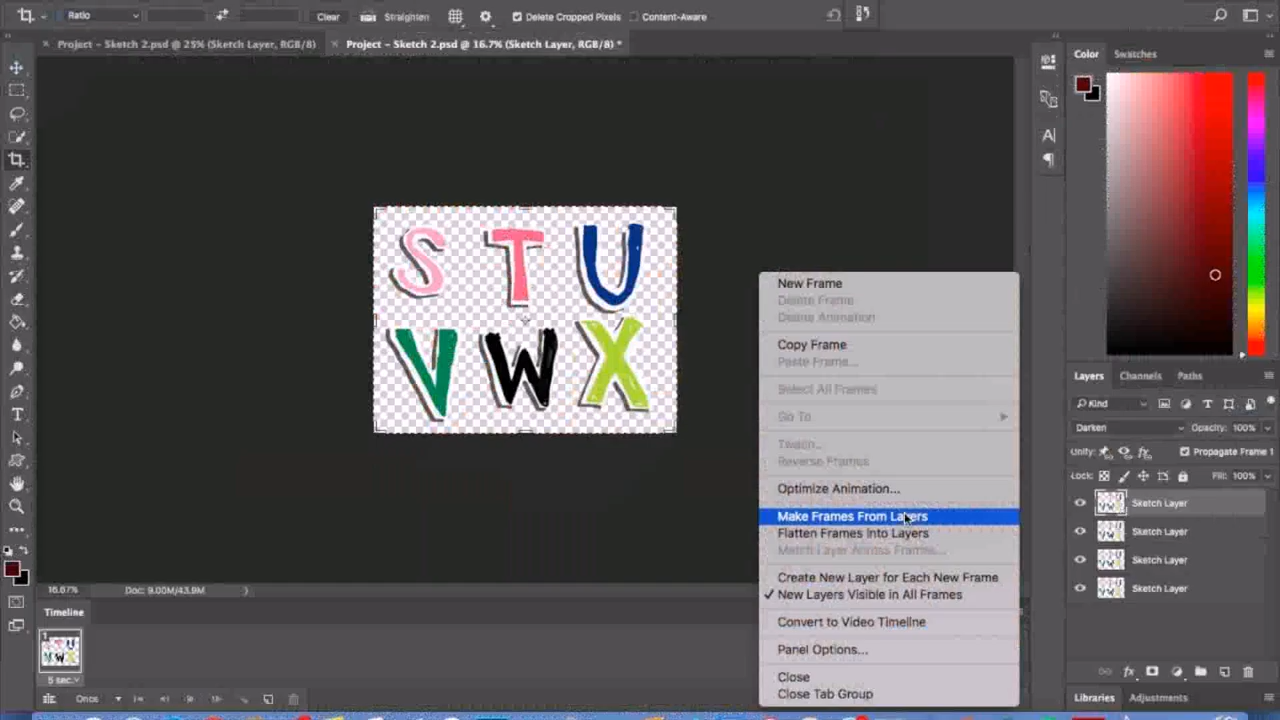 Ratio Clear Straighten Delete Cropped Pixels Content-Aware
Project - Sketch 2.psd @ 25% (Sketch Layer, RGB/8) Project - Sketch 2.psd @ 16.7% (Sketch Layer, RGB/8) *
Color Swatches
S T U
V W X
New Frame
Delete Frame
Delete Animation
Copy Frame
Paste Frame...
Select All Frames
Go To
Tween...
Reverse Frames
Optimize Animation...
Make Frames From Layers
Flatten Frames Into Layers
Match Layer Across Frames...
Create New Layer for Each New Frame
✓ New Layers Visible in All Frames
Convert to Video Timeline
Panel Options...
Close
Close Tab Group
Layers Channels Paths
Kind
Darken Opacity: 100%
Unify: Propagate Frame 1
Lock: Fill: 100%
Sketch Layer
Sketch Layer
Sketch Layer
Sketch Layer
Libraries Adjustments
16.67% Doc: 9.00M/43.9M
Timeline
1
S T U
V W X
5 sec.
Once